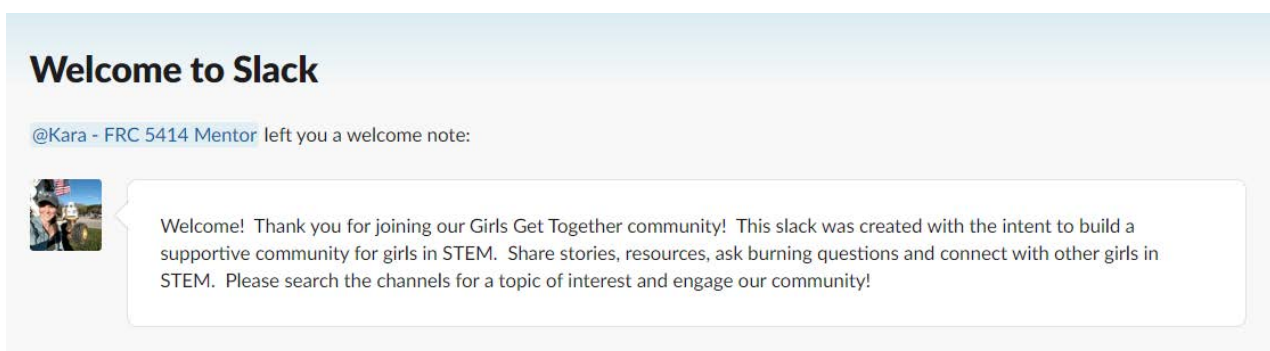 Welcome to Slack
@Kara - FRC 5414 Mentor left you a welcome note:
Welcome!  Thank you for joining our Girls Get Together community!  This slack was created with the intent to build a
supportive community for girls in STEM.  Share stories, resources, ask burning questions and connect with other girls in
STEM.  Please search the channels for a topic of interest and engage our community!